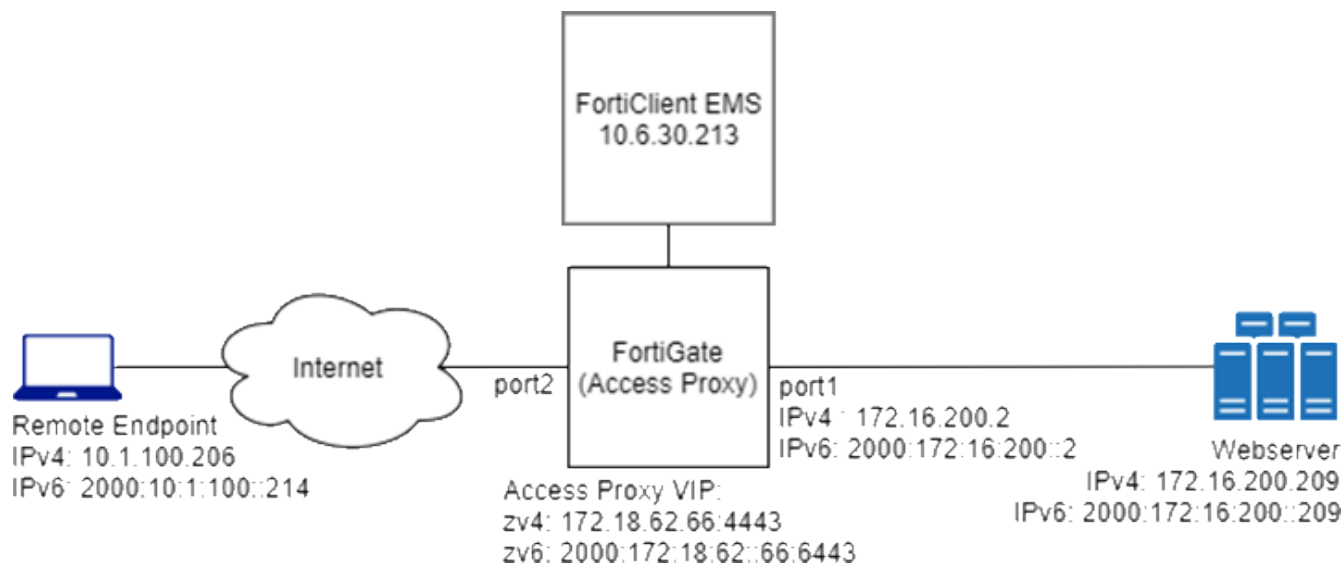 FortiClient EMS
10.6.30.213
Internet
port2
FortiGate
(Access Proxy)
port1
IPv4 : 172.16.200.2
IPv6: 2000:172:16:200::2
Remote Endpoint
IPv4: 10.1.100.206
IPv6: 2000:10:1:100::214
Access Proxy VIP:
zv4: 172.18.62.66:4443
zv6: 2000:172:18:62::66:6443
Webserver
IPv4: 172.16.200.209
IPv6: 2000:172:16:200::209